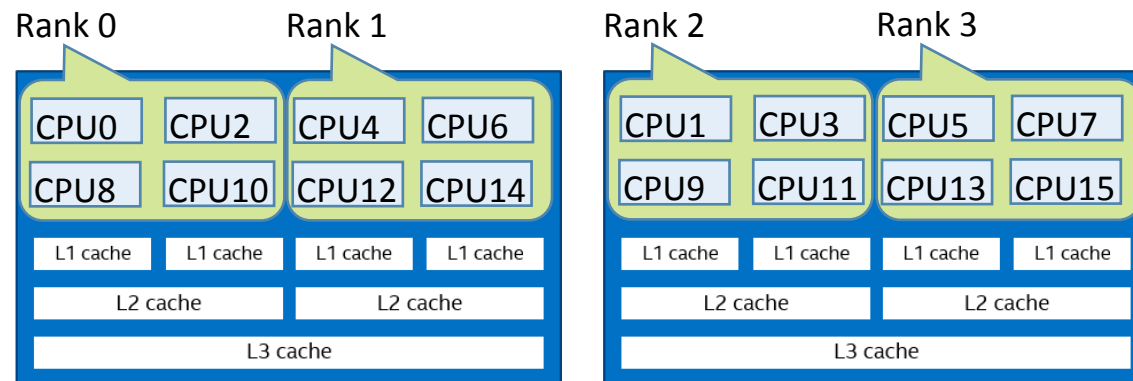 Rank 0 Rank 1 Rank 2 Rank 3
CPU0 CPU2 CPU4 CPU6 CPU1 CPU3 CPU5 CPU7
CPU8 CPU10 CPU12 CPU14 CPU9 CPU11 CPU13 CPU15
L1 cache L1 cache L1 cache L1 cache L1 cache L1 cache L1 cache L1 cache
L2 cache L2 cache L2 cache L2 cache
L3 cache L3 cache